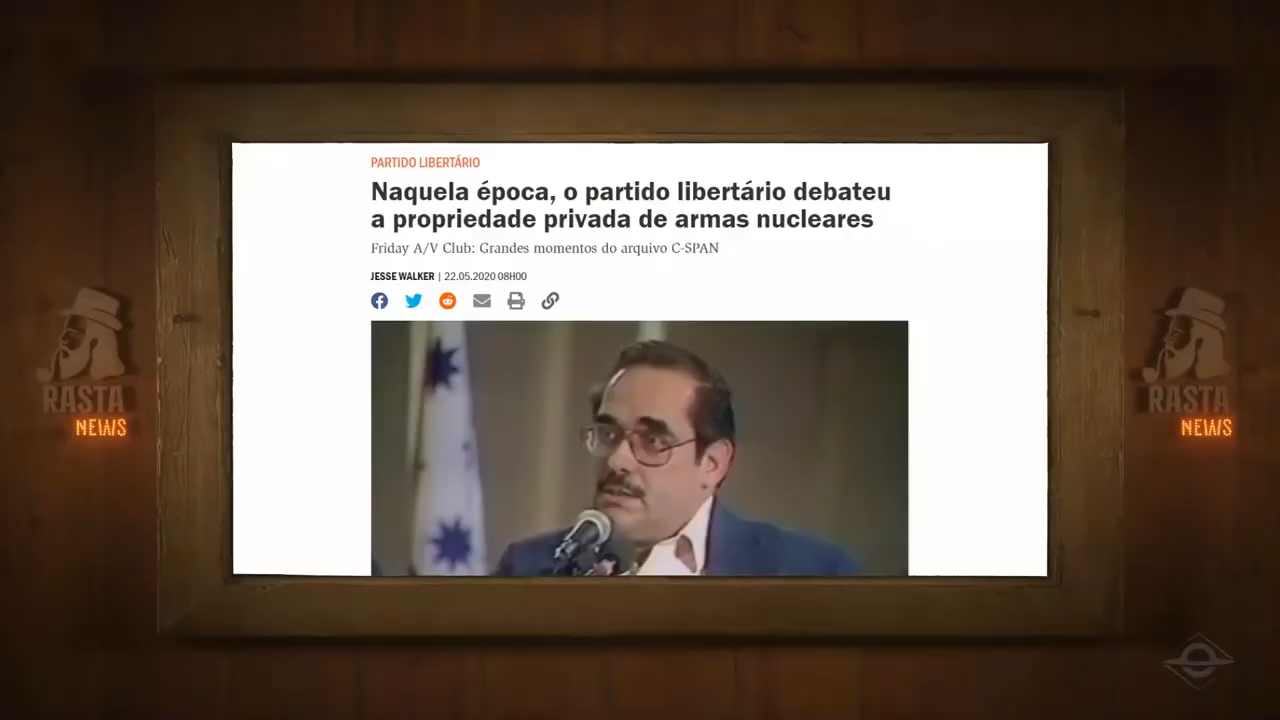 PARTIDO LIBERTÁRIO
Naquela época, o partido libertário debateu
a propriedade privada de armas nucleares
Friday A/V Club: Grandes momentos do arquivo C-SPAN
JESSE WALKER | 22.05.2020 08H00
RASTA
NEWS
RASTA
NEWS